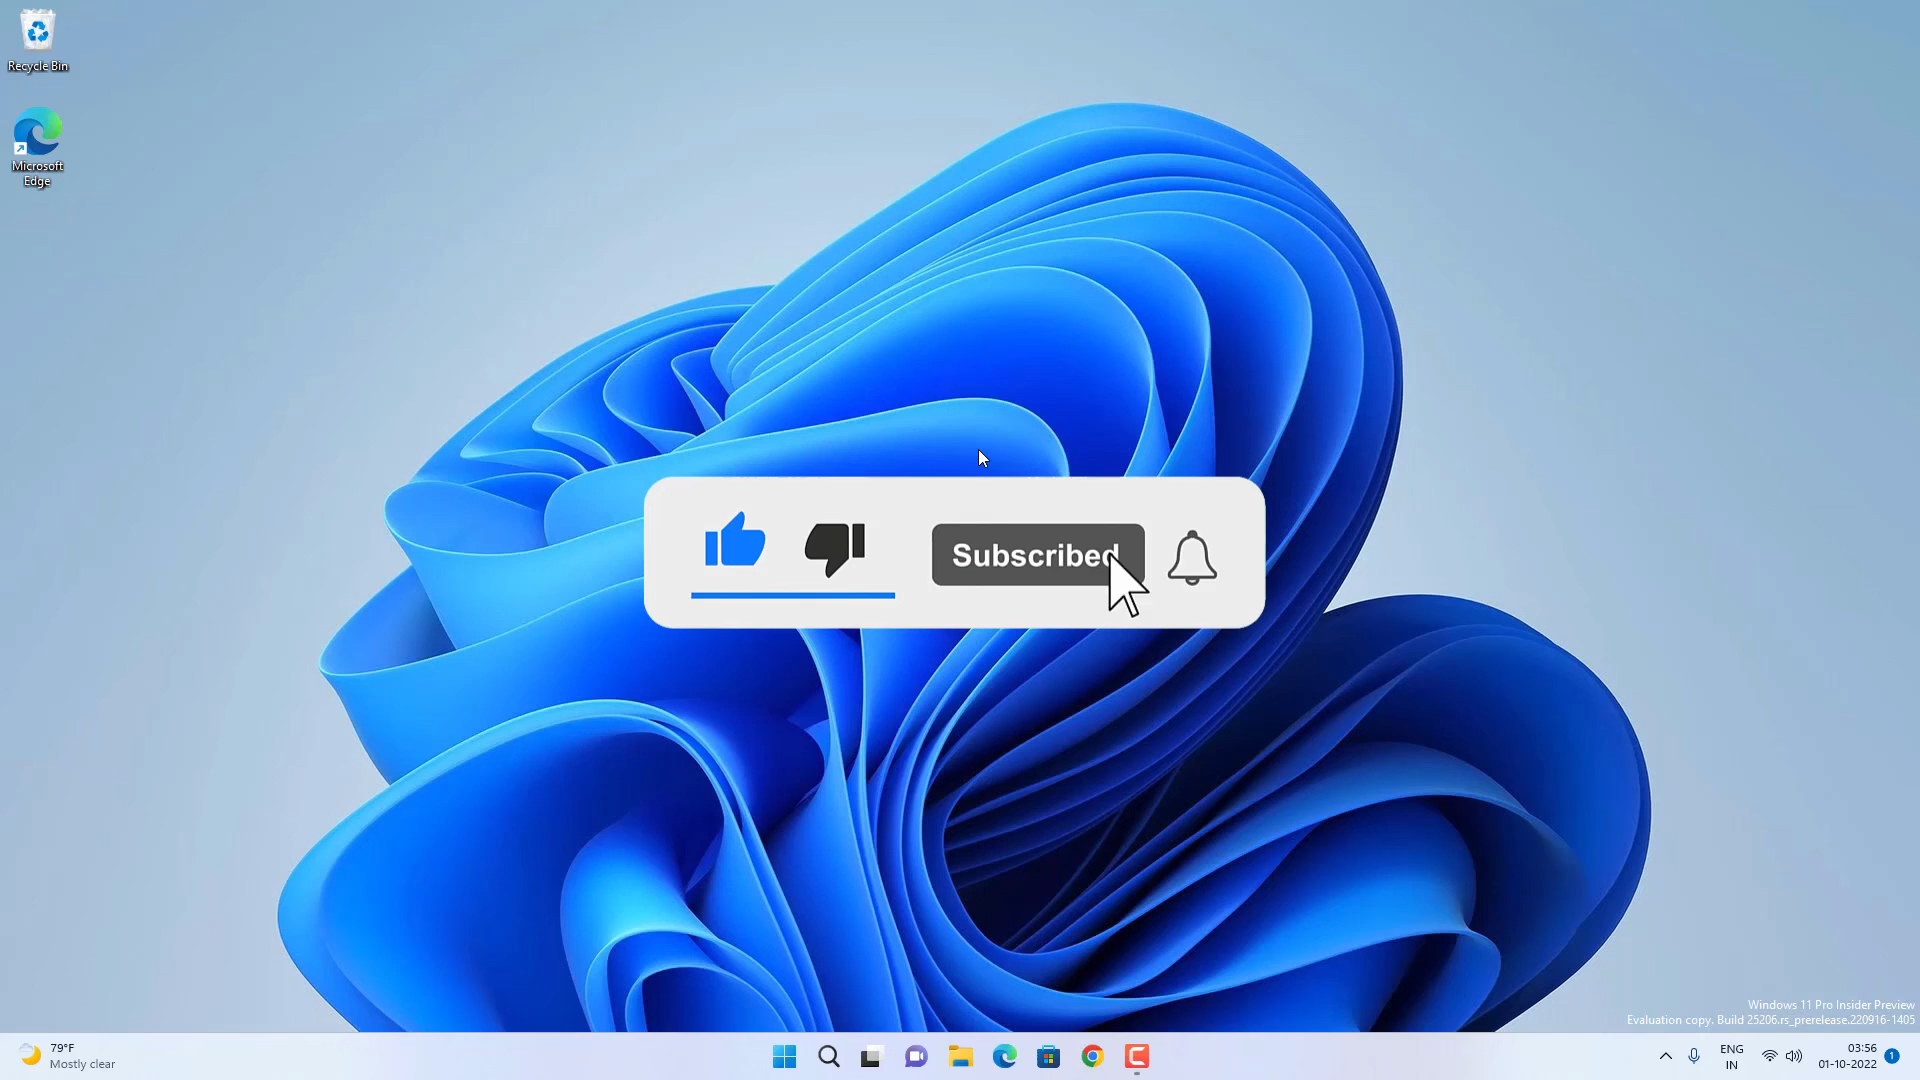 Recycle Bin
Microsoft
Edge
Subscribed
Windows 11 Pro Insider Preview
Evaluation copy. Build 25206.rs_prerelease.220916-1405
79°F
Mostly clear
ENG
IN
03:56
01-10-2022
1